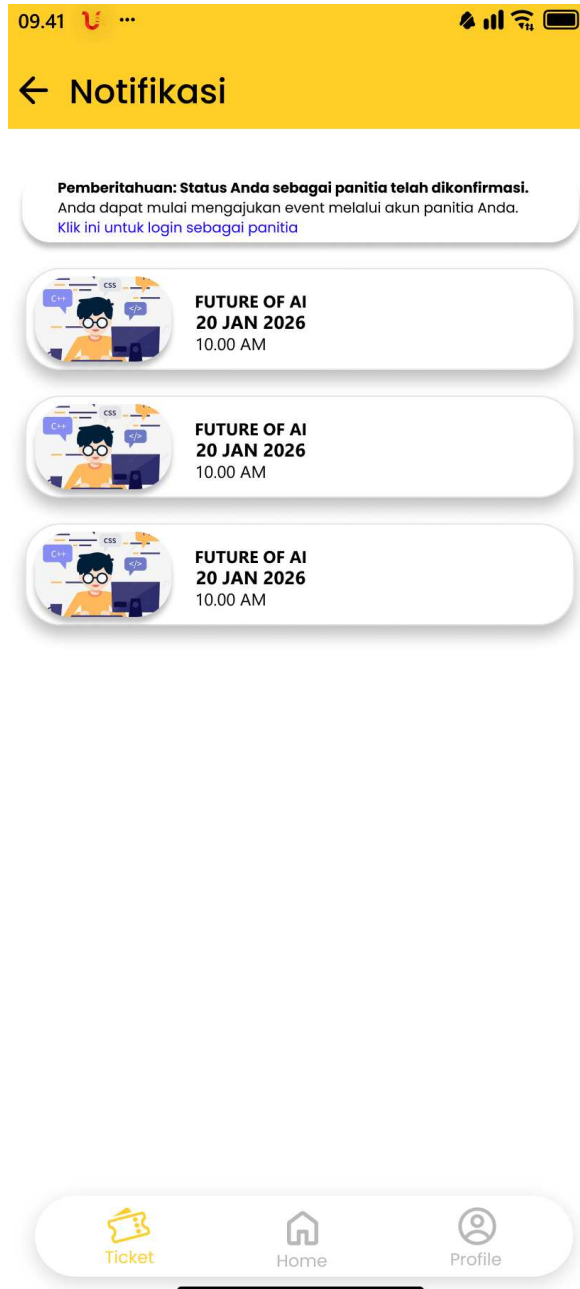 09.41
Notifikasi
Pemberitahuan: Status Anda sebagai panitia telah dikonfirmasi.
Anda dapat mulai mengajukan event melalui akun panitia Anda.
Klik ini untuk login sebagai panitia
C++
CSS
</>
FUTURE OF AI
20 JAN 2026
10.00 AM
C++
CSS
</>
FUTURE OF AI
20 JAN 2026
10.00 AM
C++
CSS
</>
FUTURE OF AI
20 JAN 2026
10.00 AM
Ticket
Home
Profile